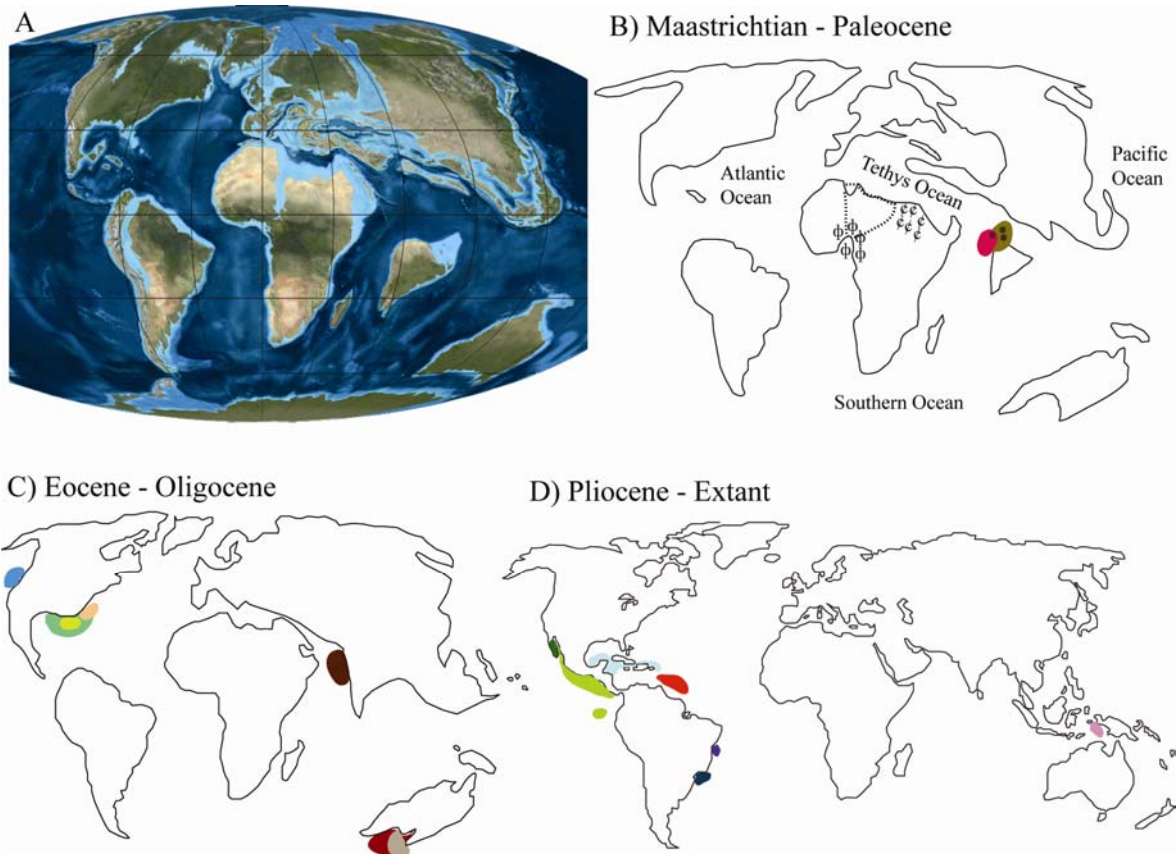 A
B) Maastrichtian - Paleocene
Atlantic
Ocean
Tethys Ocean
Pacific
Ocean
¢ ¢
¢ ¢ ¢
¢ ¢
ϕ ϕ
ϕ
ϕ ϕ
Southern Ocean
C) Eocene - Oligocene
D) Pliocene - Extant